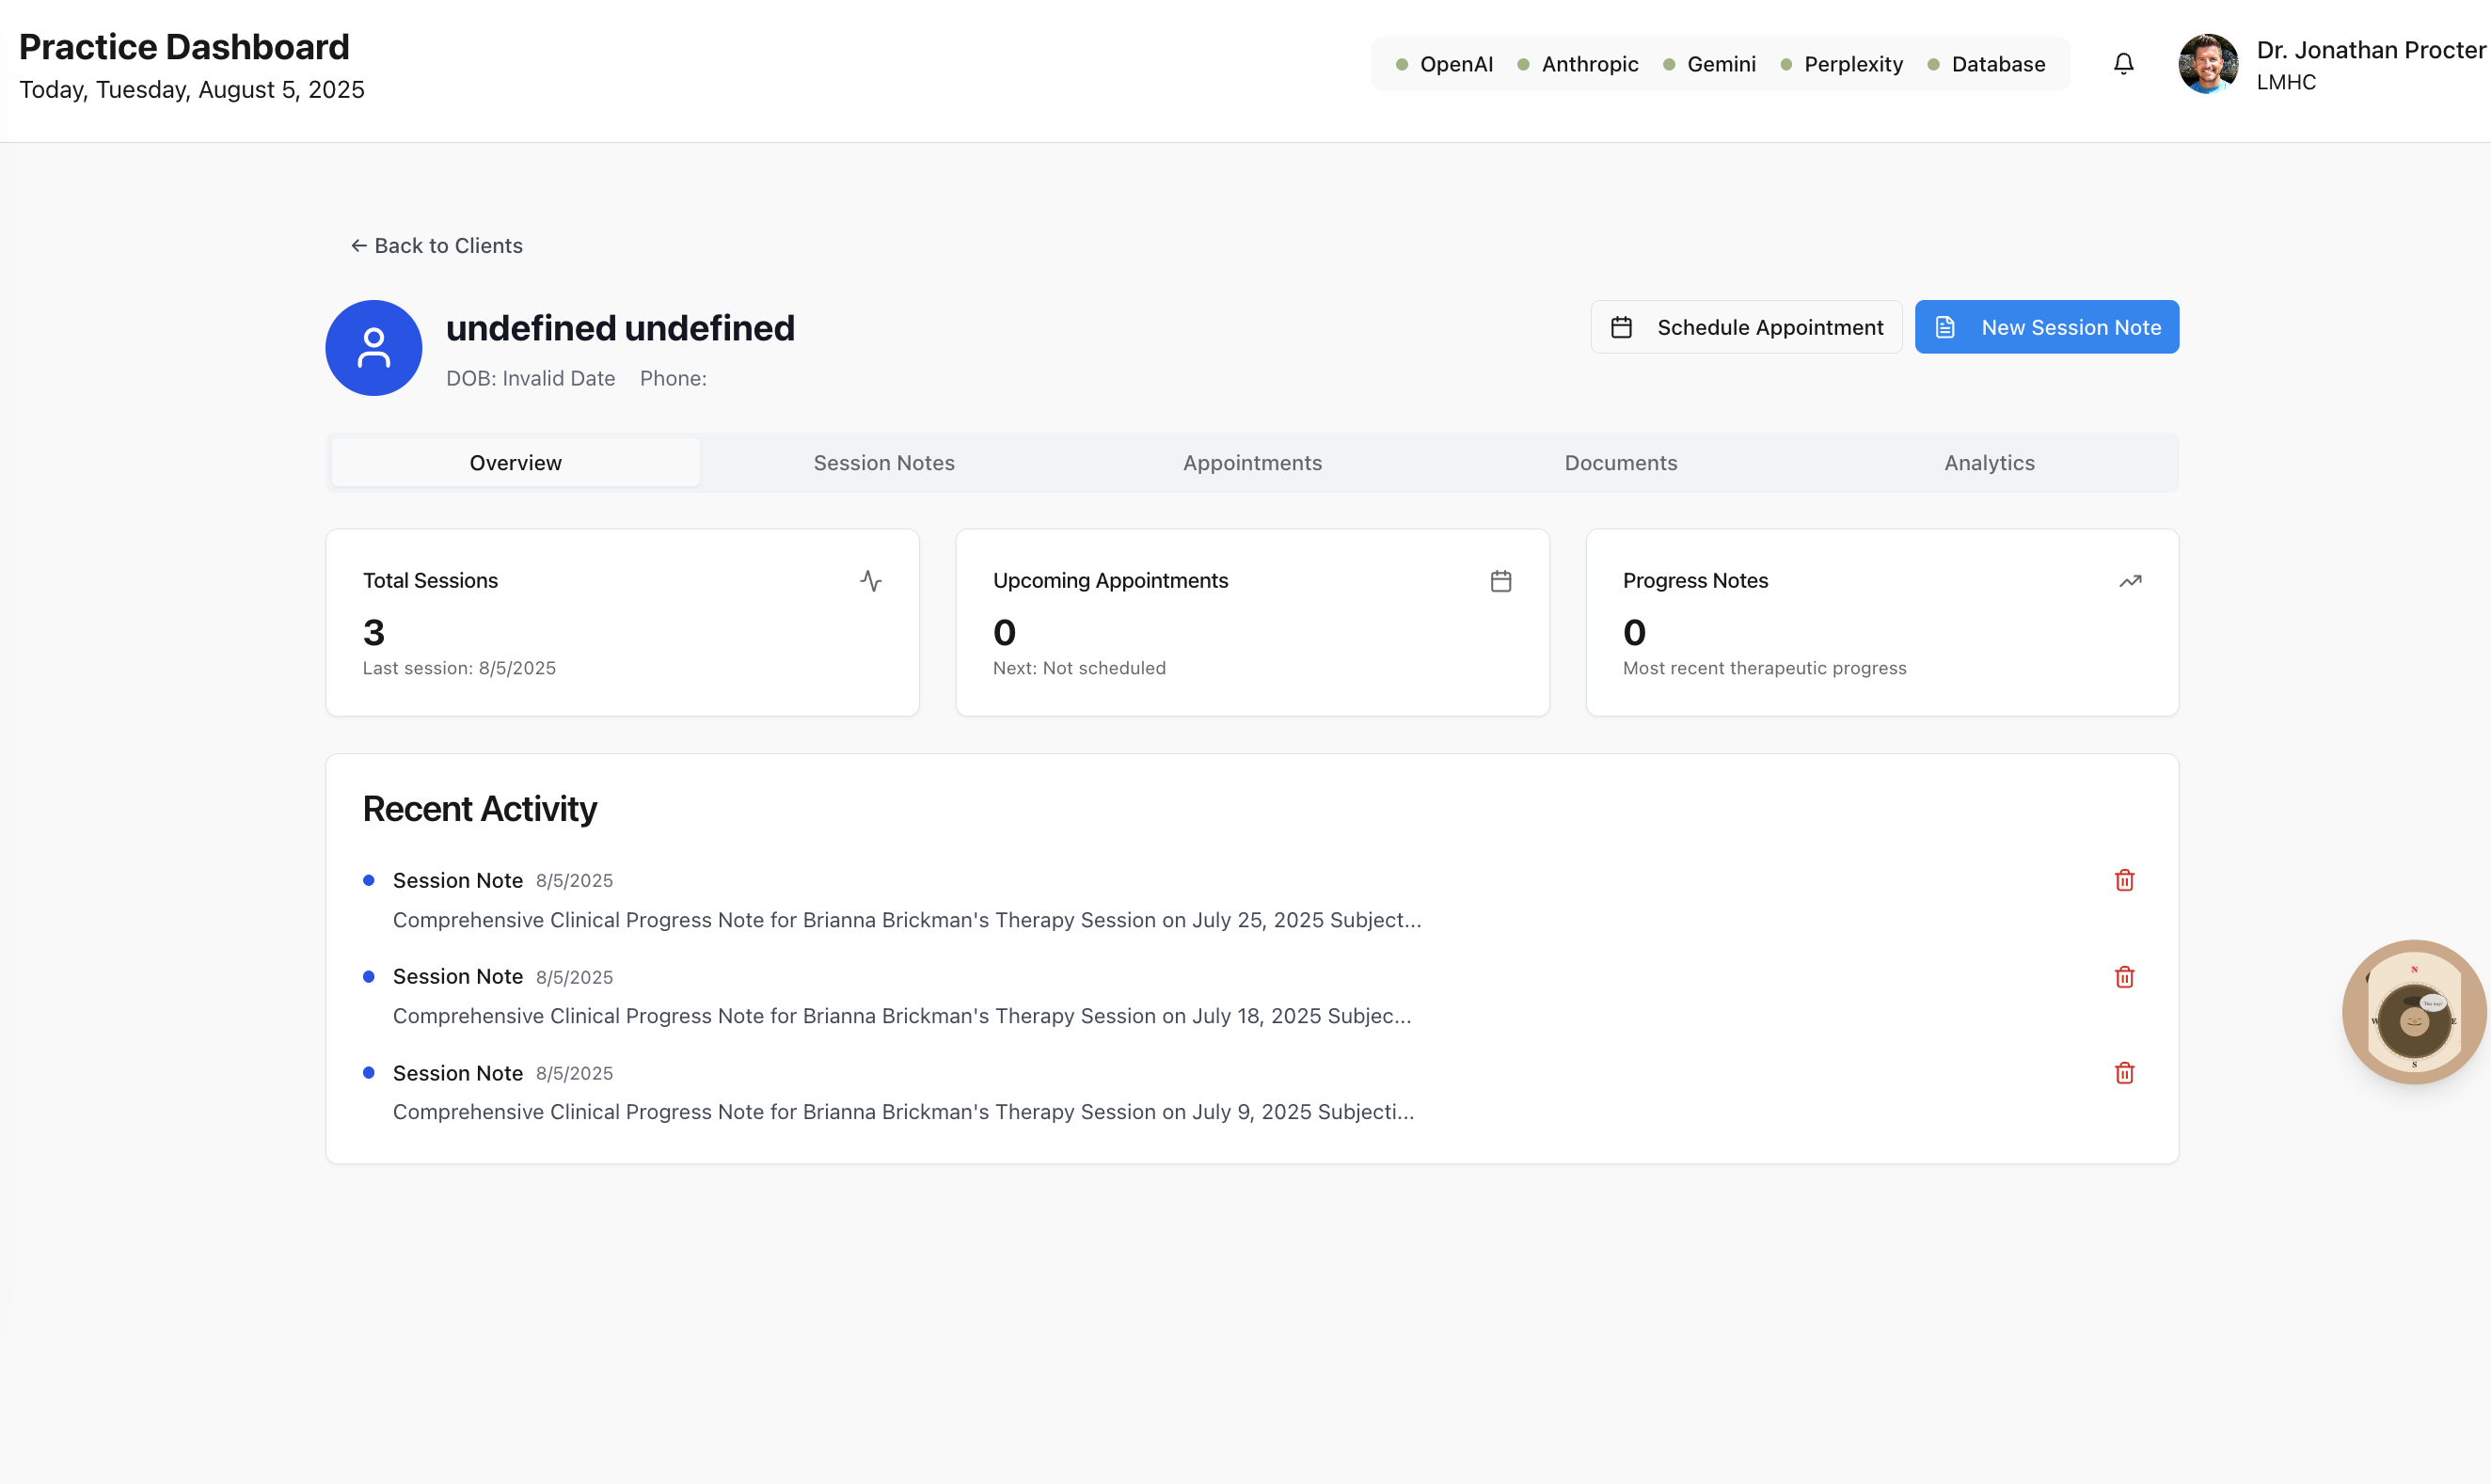 Practice Dashboard
Today, Tuesday, August 5, 2025
OpenAI Anthropic Gemini Perplexity Database
Dr. Jonathan Procter
LMHC
← Back to Clients
undefined undefined
DOB: Invalid Date Phone:
Schedule Appointment
New Session Note
Overview Session Notes Appointments Documents Analytics
Total Sessions
3
Last session: 8/5/2025
Upcoming Appointments
0
Next: Not scheduled
Progress Notes
0
Most recent therapeutic progress
Recent Activity
Session Note 8/5/2025
Comprehensive Clinical Progress Note for Brianna Brickman's Therapy Session on July 25, 2025 Subject...
Session Note 8/5/2025
Comprehensive Clinical Progress Note for Brianna Brickman's Therapy Session on July 18, 2025 Subjec...
Session Note 8/5/2025
Comprehensive Clinical Progress Note for Brianna Brickman's Therapy Session on July 9, 2025 Subjecti...
N
W E
S